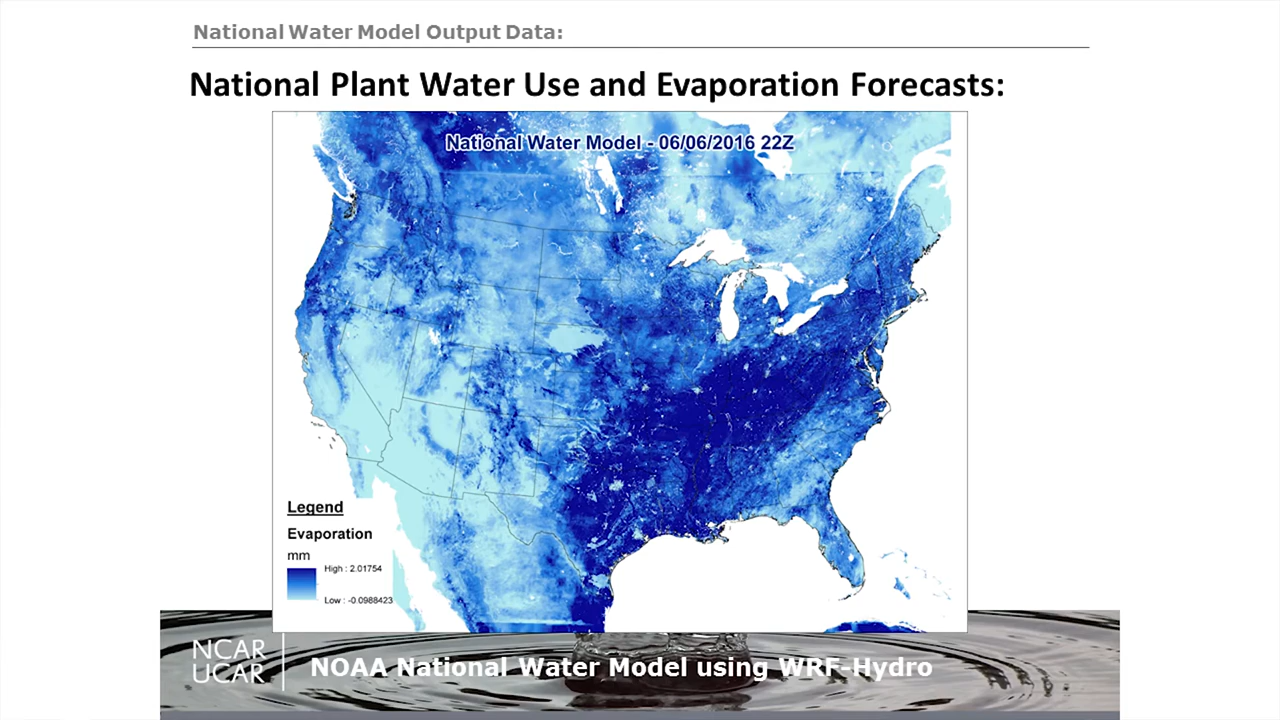 National Water Model Output Data:
National Plant Water Use and Evaporation Forecasts:
National Water Model - 06/06/2016 22Z
Legend
Evaporation
mm
High : 2.01754
Low : -0.0988423
NCAR
UCAR
NOAA National Water Model using WRF-Hydro